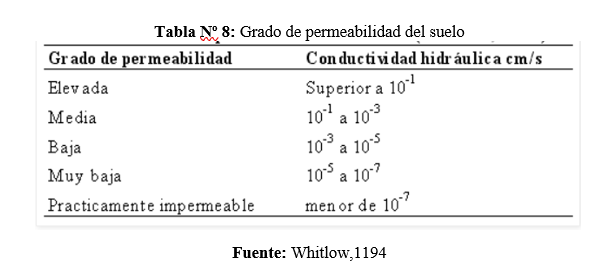 Tabla Nº 8: Grado de permeabilidad del suelo
Grado de permeabilidad Conductividad hidráulica cm/s
Elevada Superior a 10⁻¹
Media 10⁻¹ a 10⁻³
Baja 10⁻³ a 10⁻⁵
Muy baja 10⁻⁵ a 10⁻⁷
Practicamente impermeable menor de 10⁻⁷
Fuente: Whitlow,1194